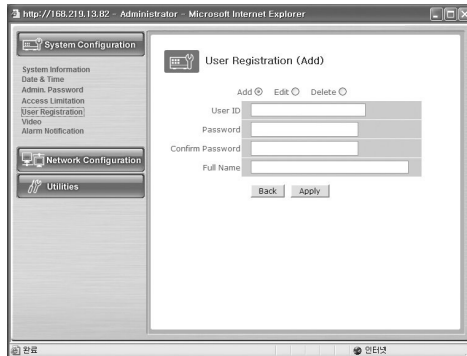 http://168.219.13.82 - Administrator - Microsoft Internet Explorer
System Configuration
System Information
Date & Time
Admin. Password
Access Limitation
User Registration
Video
Alarm Notification
Network Configuration
Utilities
User Registration (Add)
Add Edit Delete
User ID
Password
Confirm Password
Full Name
Back Apply
완료 인터넷